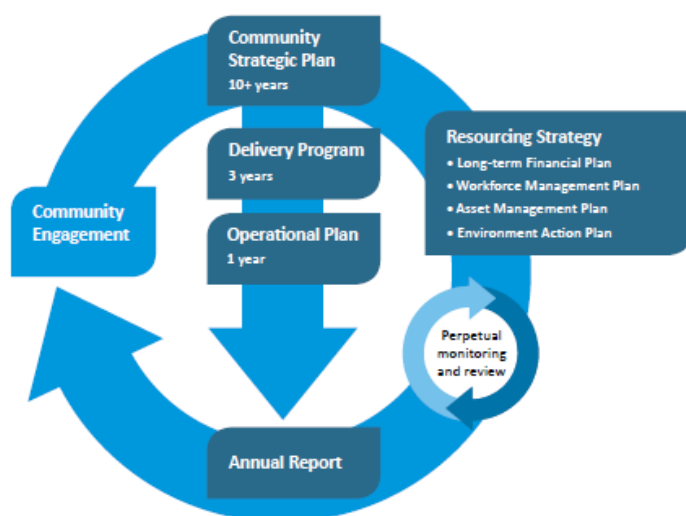 Community
Strategic Plan
10+ years
Delivery Program
3 years
Operational Plan
1 year
Resourcing Strategy
• Long-term Financial Plan
• Workforce Management Plan
• Asset Management Plan
• Environment Action Plan
Community
Engagement
Perpetual
monitoring
and review
Annual Report